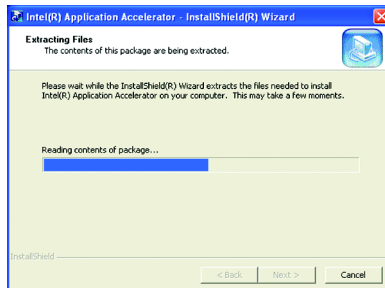 Intel(R) Application Accelerator - InstallShield(R) Wizard
Extracting Files
The contents of this package are being extracted.
Please wait while the InstallShield(R) Wizard extracts the files needed to install
Intel(R) Application Accelerator on your computer. This may take a few moments.
Reading contents of package...
InstallShield
< Back
Next >
Cancel